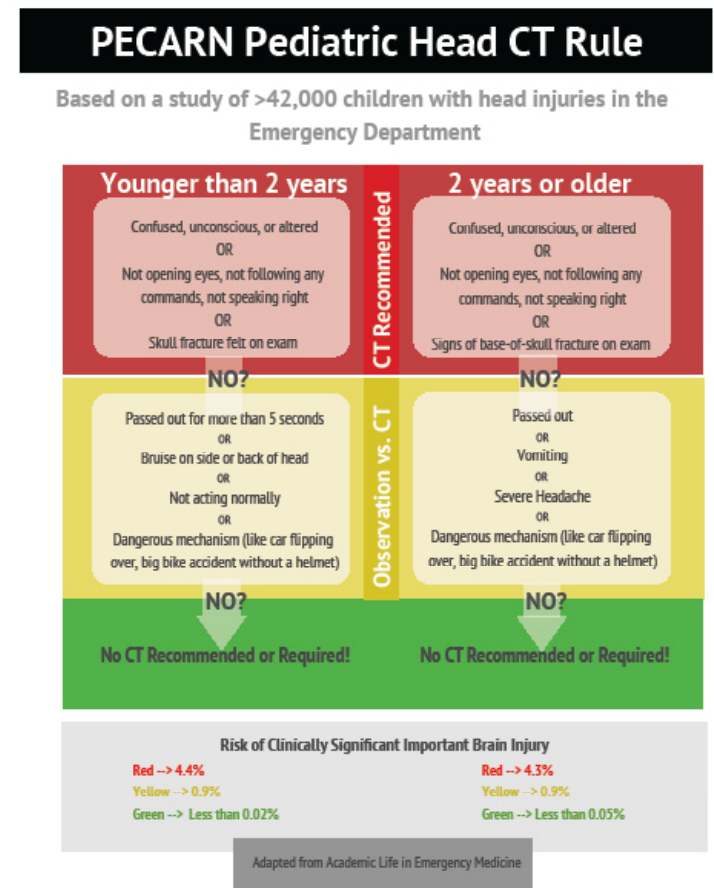 PECARN Pediatric Head CT Rule
Based on a study of >42,000 children with head injuries in the
Emergency Department
Younger than 2 years
Confused, unconscious, or altered
OR
Not opening eyes, not following any
commands, not speaking right
OR
Skull fracture felt on exam
NO?
Passed out for more than 5 seconds
OR
Bruise on side or back of head
OR
Not acting normally
OR
Dangerous mechanism (like car flipping
over, big bike accident without a helmet)
NO?
No CT Recommended or Required!
CT Recommended
Observation vs. CT
2 years or older
Confused, unconscious, or altered
OR
Not opening eyes, not following any
commands, not speaking right
OR
Signs of base-of-skull fracture on exam
NO?
Passed out
OR
Vomiting
OR
Severe Headache
OR
Dangerous mechanism (like car flipping
over, big bike accident without a helmet)
NO?
No CT Recommended or Required!
Risk of Clinically Significant Important Brain Injury
Red --> 4.4%
Yellow --> 0.9%
Green --> Less than 0.02%
Red --> 4.3%
Yellow --> 0.9%
Green --> Less than 0.05%
Adapted from Academic Life in Emergency Medicine